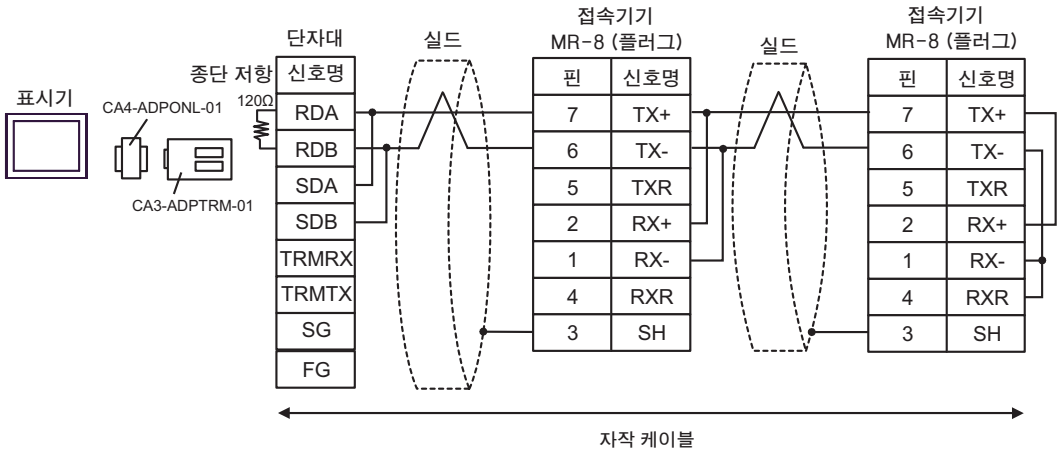 표시기
CA4-ADPONL-01
CA3-ADPTRM-01
종단 저항
120Ω
단자대
신호명
RDA
RDB
SDA
SDB
TRMRX
TRMTX
SG
FG
실드
접속기기
MR-8 (플러그)
핀 신호명
7 TX+
6 TX-
5 TXR
2 RX+
1 RX-
4 RXR
3 SH
실드
접속기기
MR-8 (플러그)
핀 신호명
7 TX+
6 TX-
5 TXR
2 RX+
1 RX-
4 RXR
3 SH
자작 케이블